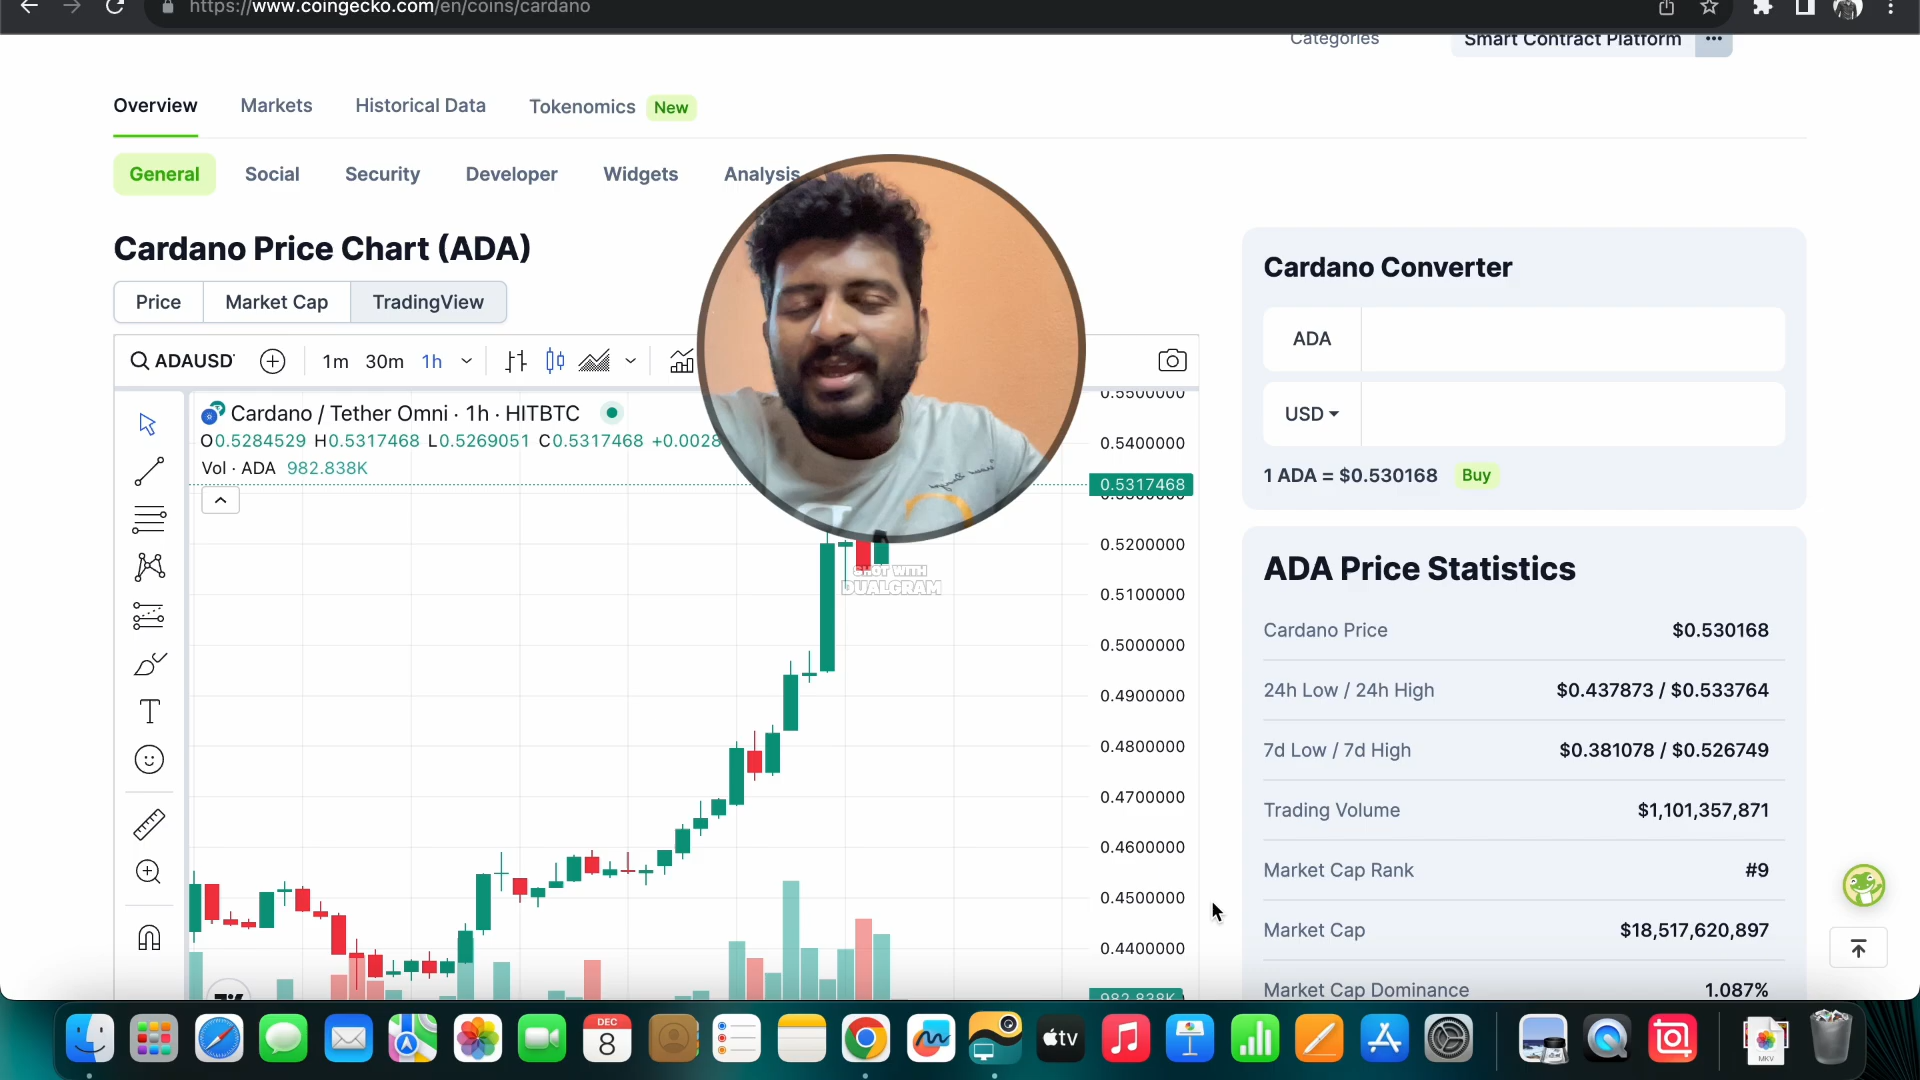 https://www.coingecko.com/en/coins/cardano
Categories
Smart Contract Platform
Overview Markets Historical Data Tokenomics New
General Social Security Developer Widgets Analysis
Cardano Price Chart (ADA)
Price Market Cap TradingView
ADAUSD 1m 30m 1h
Cardano / Tether Omni · 1h · HITBTC
O0.5284529 H0.5317468 L0.5269051 C0.5317468 +0.0028
Vol · ADA 982.838K
0.5500000
0.5400000
0.5317468
0.5200000
0.5100000
0.5000000
0.4900000
0.4800000
0.4700000
0.4600000
0.4500000
0.4400000
982.838K
SHOT WITH
DUALGRAM
Cardano Converter
ADA
USD
1 ADA = $0.530168 Buy
ADA Price Statistics
Cardano Price $0.530168
24h Low / 24h High $0.437873 / $0.533764
7d Low / 7d High $0.381078 / $0.526749
Trading Volume $1,101,357,871
Market Cap Rank #9
Market Cap $18,517,620,897
Market Cap Dominance 1.087%
DEC
8
tv
MKV